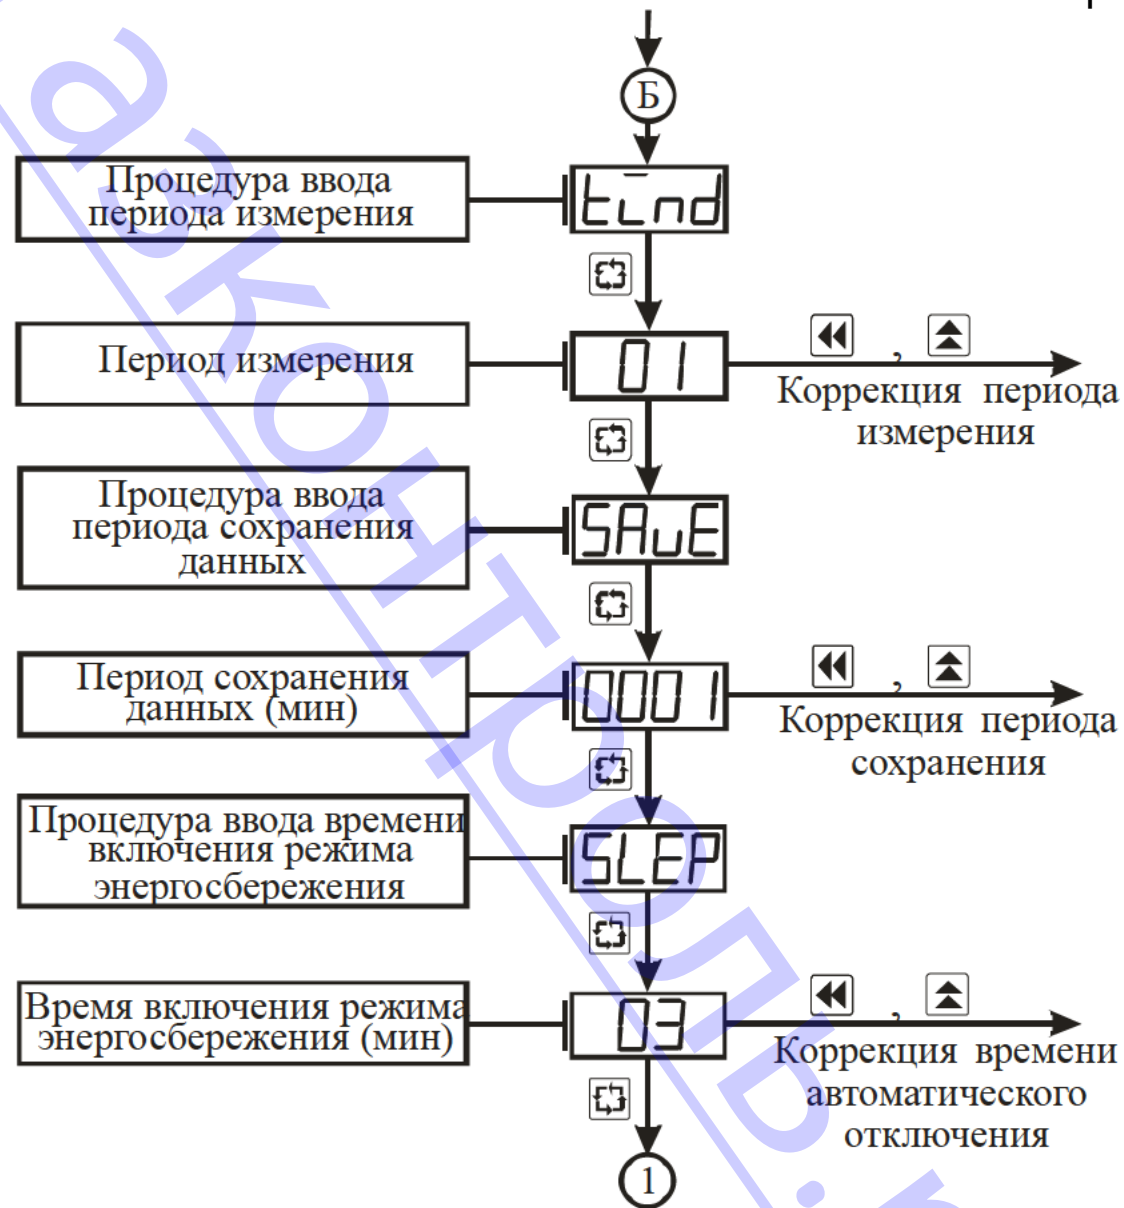 Б
Процедура ввода
периода измерения
tind
Период измерения
01
,
Коррекция периода
измерения
Процедура ввода
периода сохранения
данных
SAvE
Период сохранения
данных (мин)
0001
,
Коррекция периода
сохранения
Процедура ввода времени
включения режима
энергосбережения
SLEP
Время включения режима
энергосбережения (мин)
03
,
Коррекция времени
автоматического
отключения
1
азконтроль.